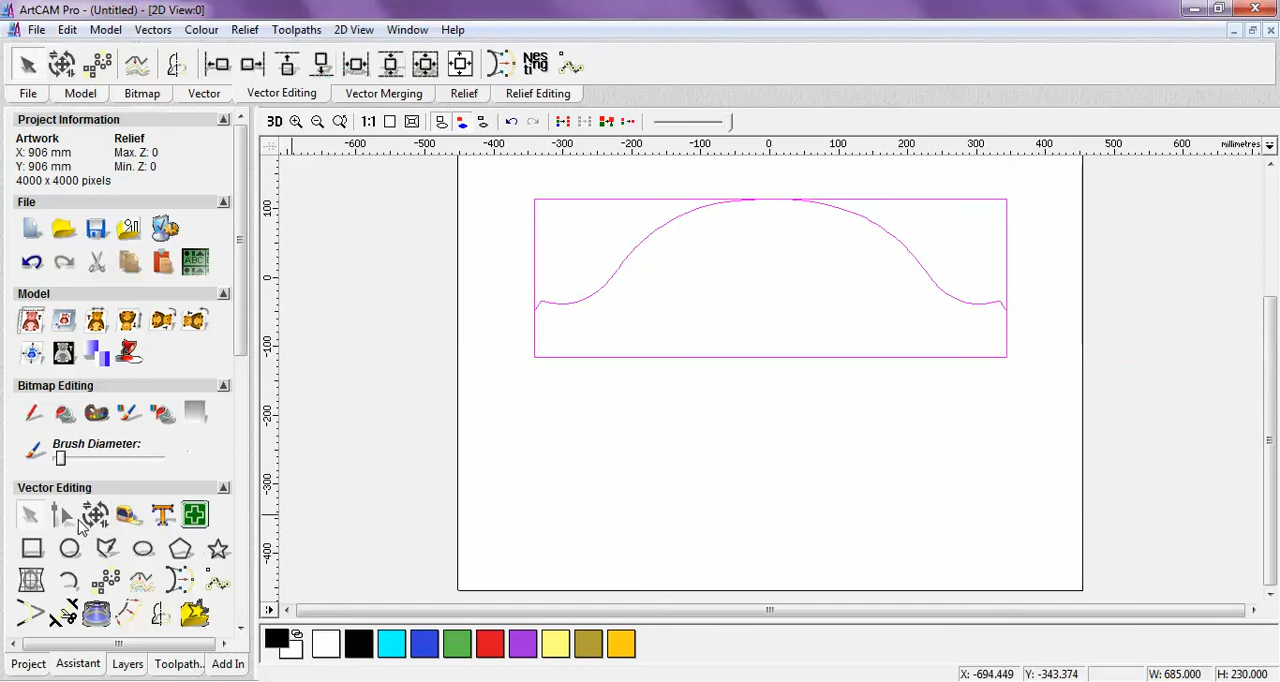 ArtCAM Pro - (Untitled) - [2D View:0]
File Edit Model Vectors Colour Relief Toolpaths 2D View Window Help
Nes
ting
File Model Bitmap Vector Vector Editing Vector Merging Relief Relief Editing
Project Information
Artwork Relief
X: 906 mm Max. Z: 0
Y: 906 mm Min. Z: 0
4000 x 4000 pixels
File
Model
Bitmap Editing
Brush Diameter:
Vector Editing
Project Assistant Layers Toolpath... Add In
3D 1:1
-600 -500 -400 -300 -200 -100 0 100 200 300 400 500 600 millimetres
100
0
-100
-200
-300
-400
X: -694.449 Y: -343.374 W: 685.000 H: 230.000